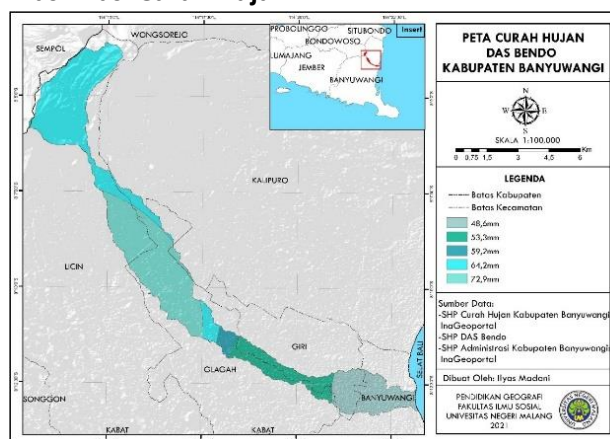 PETA CURAH HUJAN
DAS BENDO
KABUPATEN BANYUWANGI
N
W
E
S
SKALA 1:100.000
0 0,75 1,5 3 4,5 6
Km
LEGENDA
Batas Kabupaten
Batas Kecamatan
48,6mm
53,3mm
59,2mm
64,2mm
72,9mm
Sumber Data:
-SHP Curah Hujan Kabupaten Banyuwangi
InaGeoportal
-SHP DAS Bendo
-SHP Administrasi Kabupaten Banyuwangi
InaGeoportal
Dibuat Oleh: Ilyas Madani
PENDIDIKAN GEOGRAFI
FAKULTAS ILMU SOSIAL
UNIVESITAS NEGERI MALANG
2021
SEMPOL
WONGSOREJO
PROBOLINGGO
SITUBONDO
Insert
BONDOWOSO
LUMAJANG
JEMBER
BANYUWANGI
KALIPURO
LICIN
GIRI
GLAGAH
SELAT BALI
BANYUWANGI
SONGGON
KABAT
KABAT